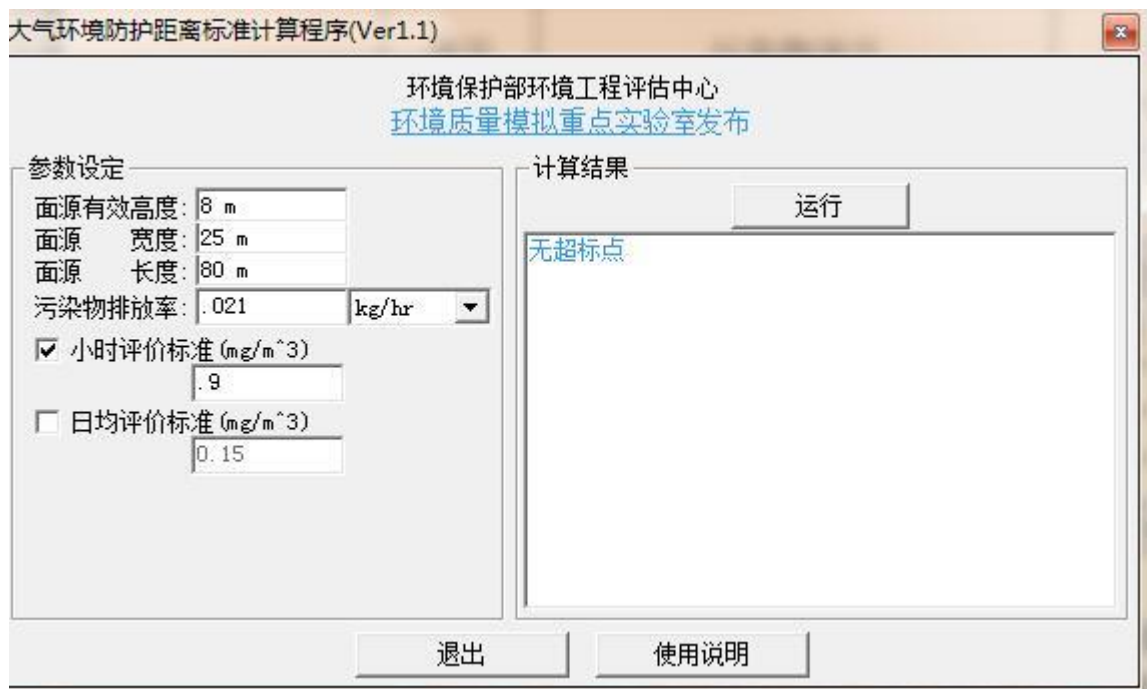 大气环境防护距离标准计算程序(Ver1.1)
环境保护部环境工程评估中心
环境质量模拟重点实验室发布
参数设定
面源有效高度: 8 m
面源 宽度: 25 m
面源 长度: 80 m
污染物排放率: .021 kg/hr
小时评价标准(mg/m^3)
.9
日均评价标准(mg/m^3)
0.15
计算结果
运行
无超标点
退出 使用说明